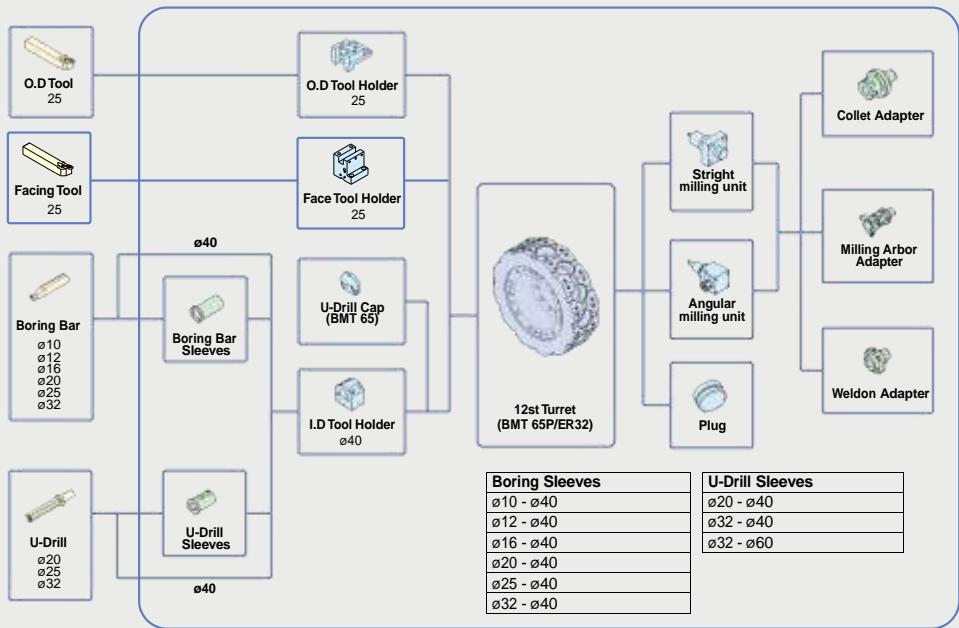 O.D Tool
25
O.D Tool Holder
25
Facing Tool
25
Face Tool Holder
25
ø40
Boring Bar
ø10
ø12
ø16
ø20
ø25
ø32
Boring Bar
Sleeves
U-Drill Cap
(BMT 65)
I.D Tool Holder
ø40
U-Drill
ø20
ø25
ø32
U-Drill
Sleeves
ø40
12st Turret
(BMT 65P/ER32)
Stright
milling unit
Angular
milling unit
Plug
Collet Adapter
Milling Arbor
Adapter
Weldon Adapter
Boring Sleeves
ø10 - ø40
ø12 - ø40
ø16 - ø40
ø20 - ø40
ø25 - ø40
ø32 - ø40
U-Drill Sleeves
ø20 - ø40
ø32 - ø40
ø32 - ø60